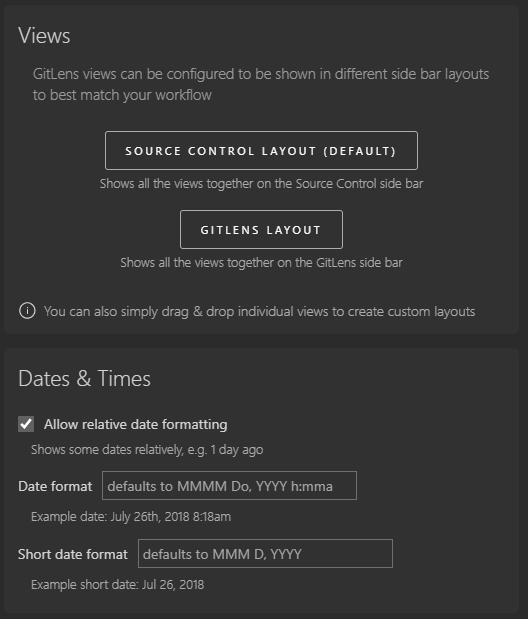 Views
GitLens views can be configured to be shown in different side bar layouts
to best match your workflow
SOURCE CONTROL LAYOUT (DEFAULT)
Shows all the views together on the Source Control side bar
GITLENS LAYOUT
Shows all the views together on the GitLens side bar
You can also simply drag & drop individual views to create custom layouts
Dates & Times
Allow relative date formatting
Shows some dates relatively, e.g. 1 day ago
Date format defaults to MMMM Do, YYYY h:mma
Example date: July 26th, 2018 8:18am
Short date format defaults to MMM D, YYYY
Example short date: Jul 26, 2018